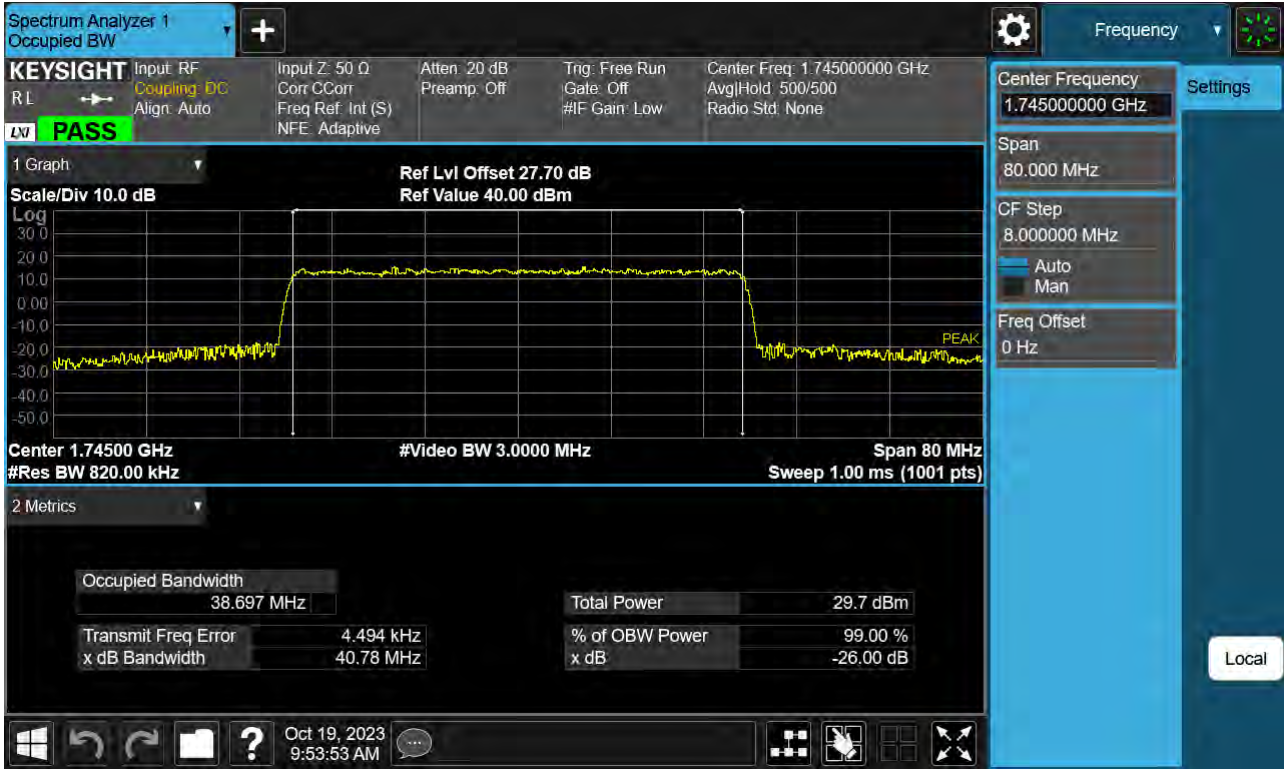 Spectrum Analyzer 1
Occupied BW
Frequency
KEYSIGHT
RL
LXI
PASS
Input: RF
Coupling: DC
Align: Auto
Input Z: 50 Ω
Corr CCorr
Freq Ref: Int (S)
NFE: Adaptive
Atten: 20 dB
Preamp: Off
Trig: Free Run
Gate: Off
#IF Gain: Low
Center Freq: 1.745000000 GHz
Avg|Hold: 500/500
Radio Std: None
1 Graph
Scale/Div 10.0 dB
Ref Lvl Offset 27.70 dB
Ref Value 40.00 dBm
Log
30.0
20.0
10.0
0.00
-10.0
-20.0
-30.0
-40.0
-50.0
PEAK
Center 1.74500 GHz
#Video BW 3.0000 MHz
Span 80 MHz
#Res BW 820.00 kHz
Sweep 1.00 ms (1001 pts)
2 Metrics
Occupied Bandwidth
38.697 MHz
Transmit Freq Error 4.494 kHz
x dB Bandwidth 40.78 MHz
Total Power 29.7 dBm
% of OBW Power 99.00 %
x dB -26.00 dB
Center Frequency
1.745000000 GHz
Span
80.000 MHz
CF Step
8.000000 MHz
Auto
Man
Freq Offset
0 Hz
Settings
Local
?
Oct 19, 2023
9:53:53 AM